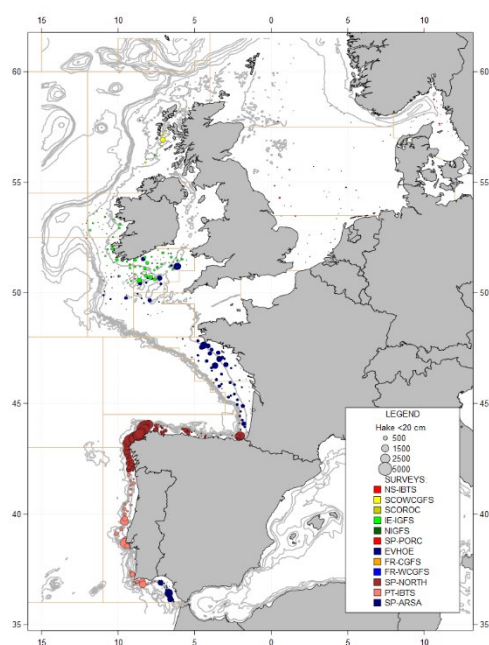 60
55
50
45
40
35
15
10
5
0
5
10
15
10
5
0
5
10
LEGEND
Hake <20 cm
500
1500
2500
5000
SURVEYS:
NS-IBTS
SCOWCGFS
SCOROC
IE-IGFS
NIGFS
SP-PORC
EVHOE
FR-CGFS
FR-WCGFS
SP-NORTH
PT-IBTS
SP-ARSA
60
55
50
45
40
35